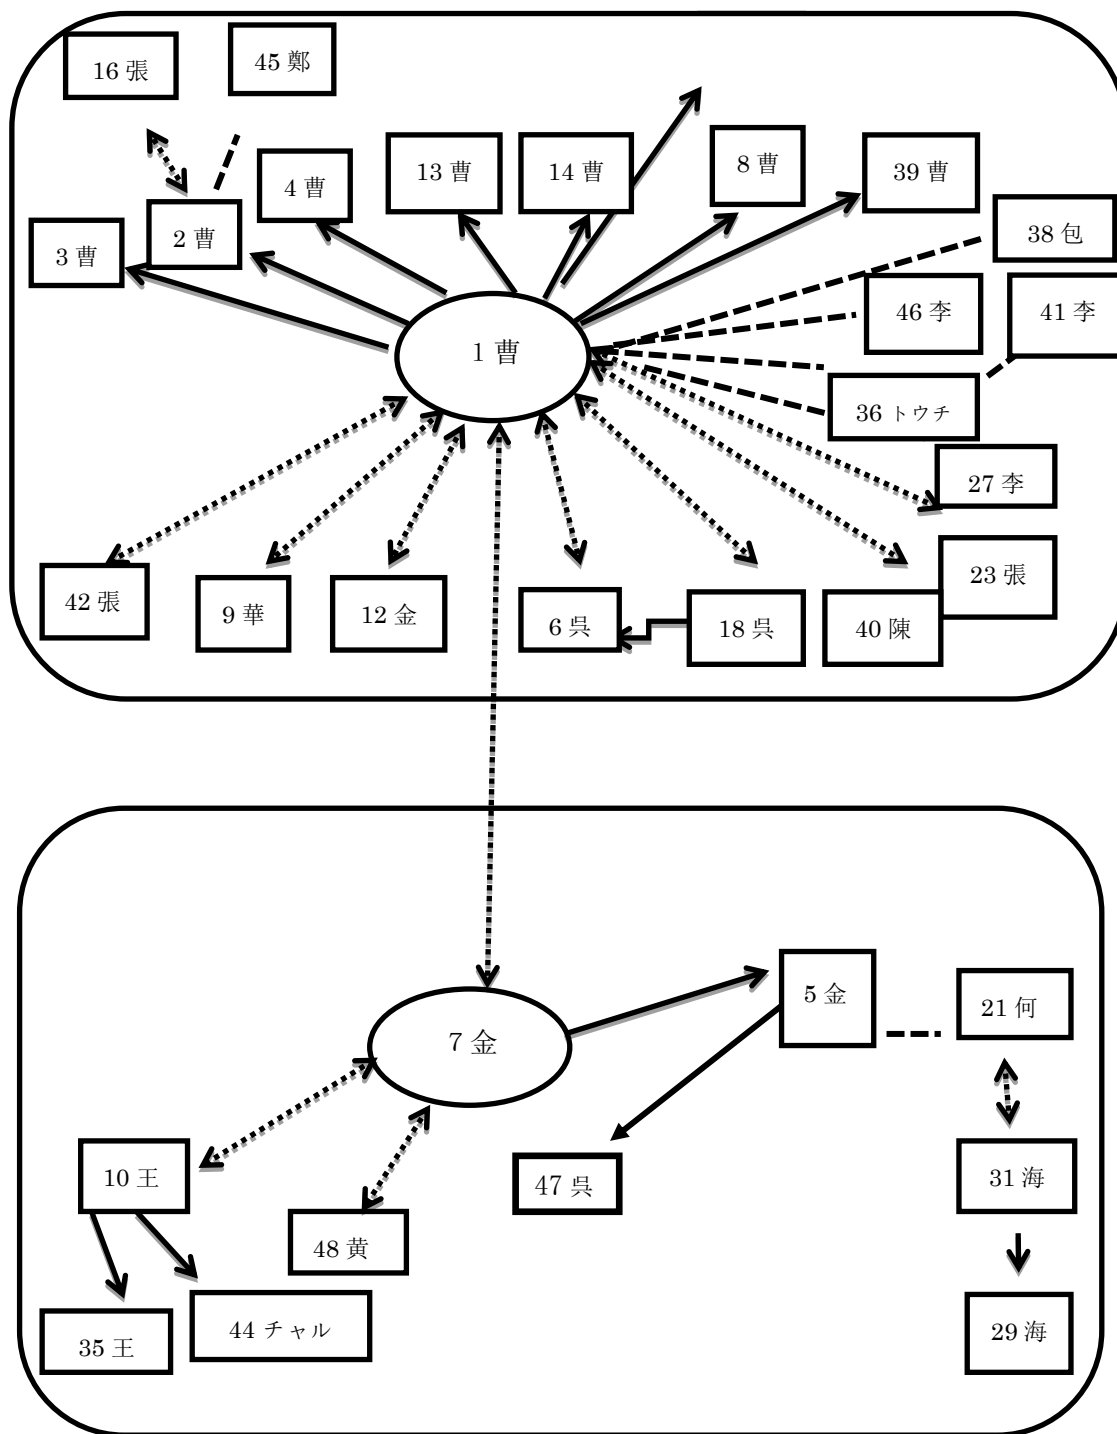 16 張
45 鄭
4 曹
13 曹
14 曹
8 曹
39 曹
3 曹
2 曹
38 包
46 李
41 李
1 曹
36 トウチ
27 李
42 張
9 華
12 金
6 呉
18 呉
40 陳
23 張
7 金
5 金
21 何
10 王
48 黄
47 呉
31 海
35 王
44 チャル
29 海